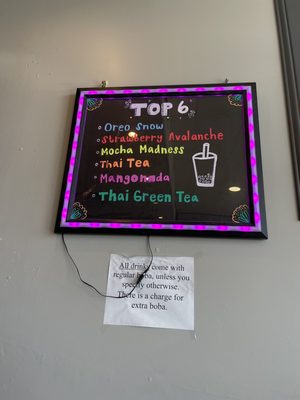 TOP 6
Oreo Snow
Strawberry Avalanche
Mocha Madness
Thai Tea
Mangonada
Thai Green Tea
All drinks come with
regular boba, unless you
specify otherwise.
There is a charge for
extra boba.